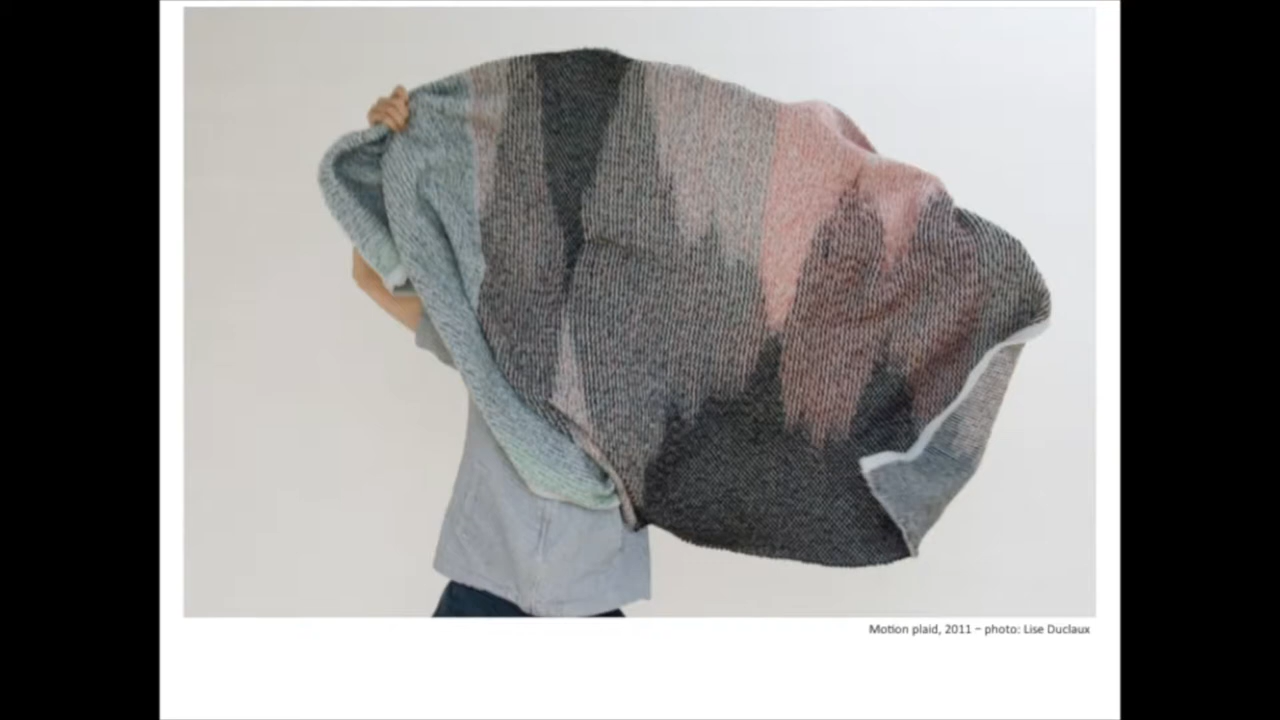 Motion plaid, 2011 – photo: Lise Duclaux